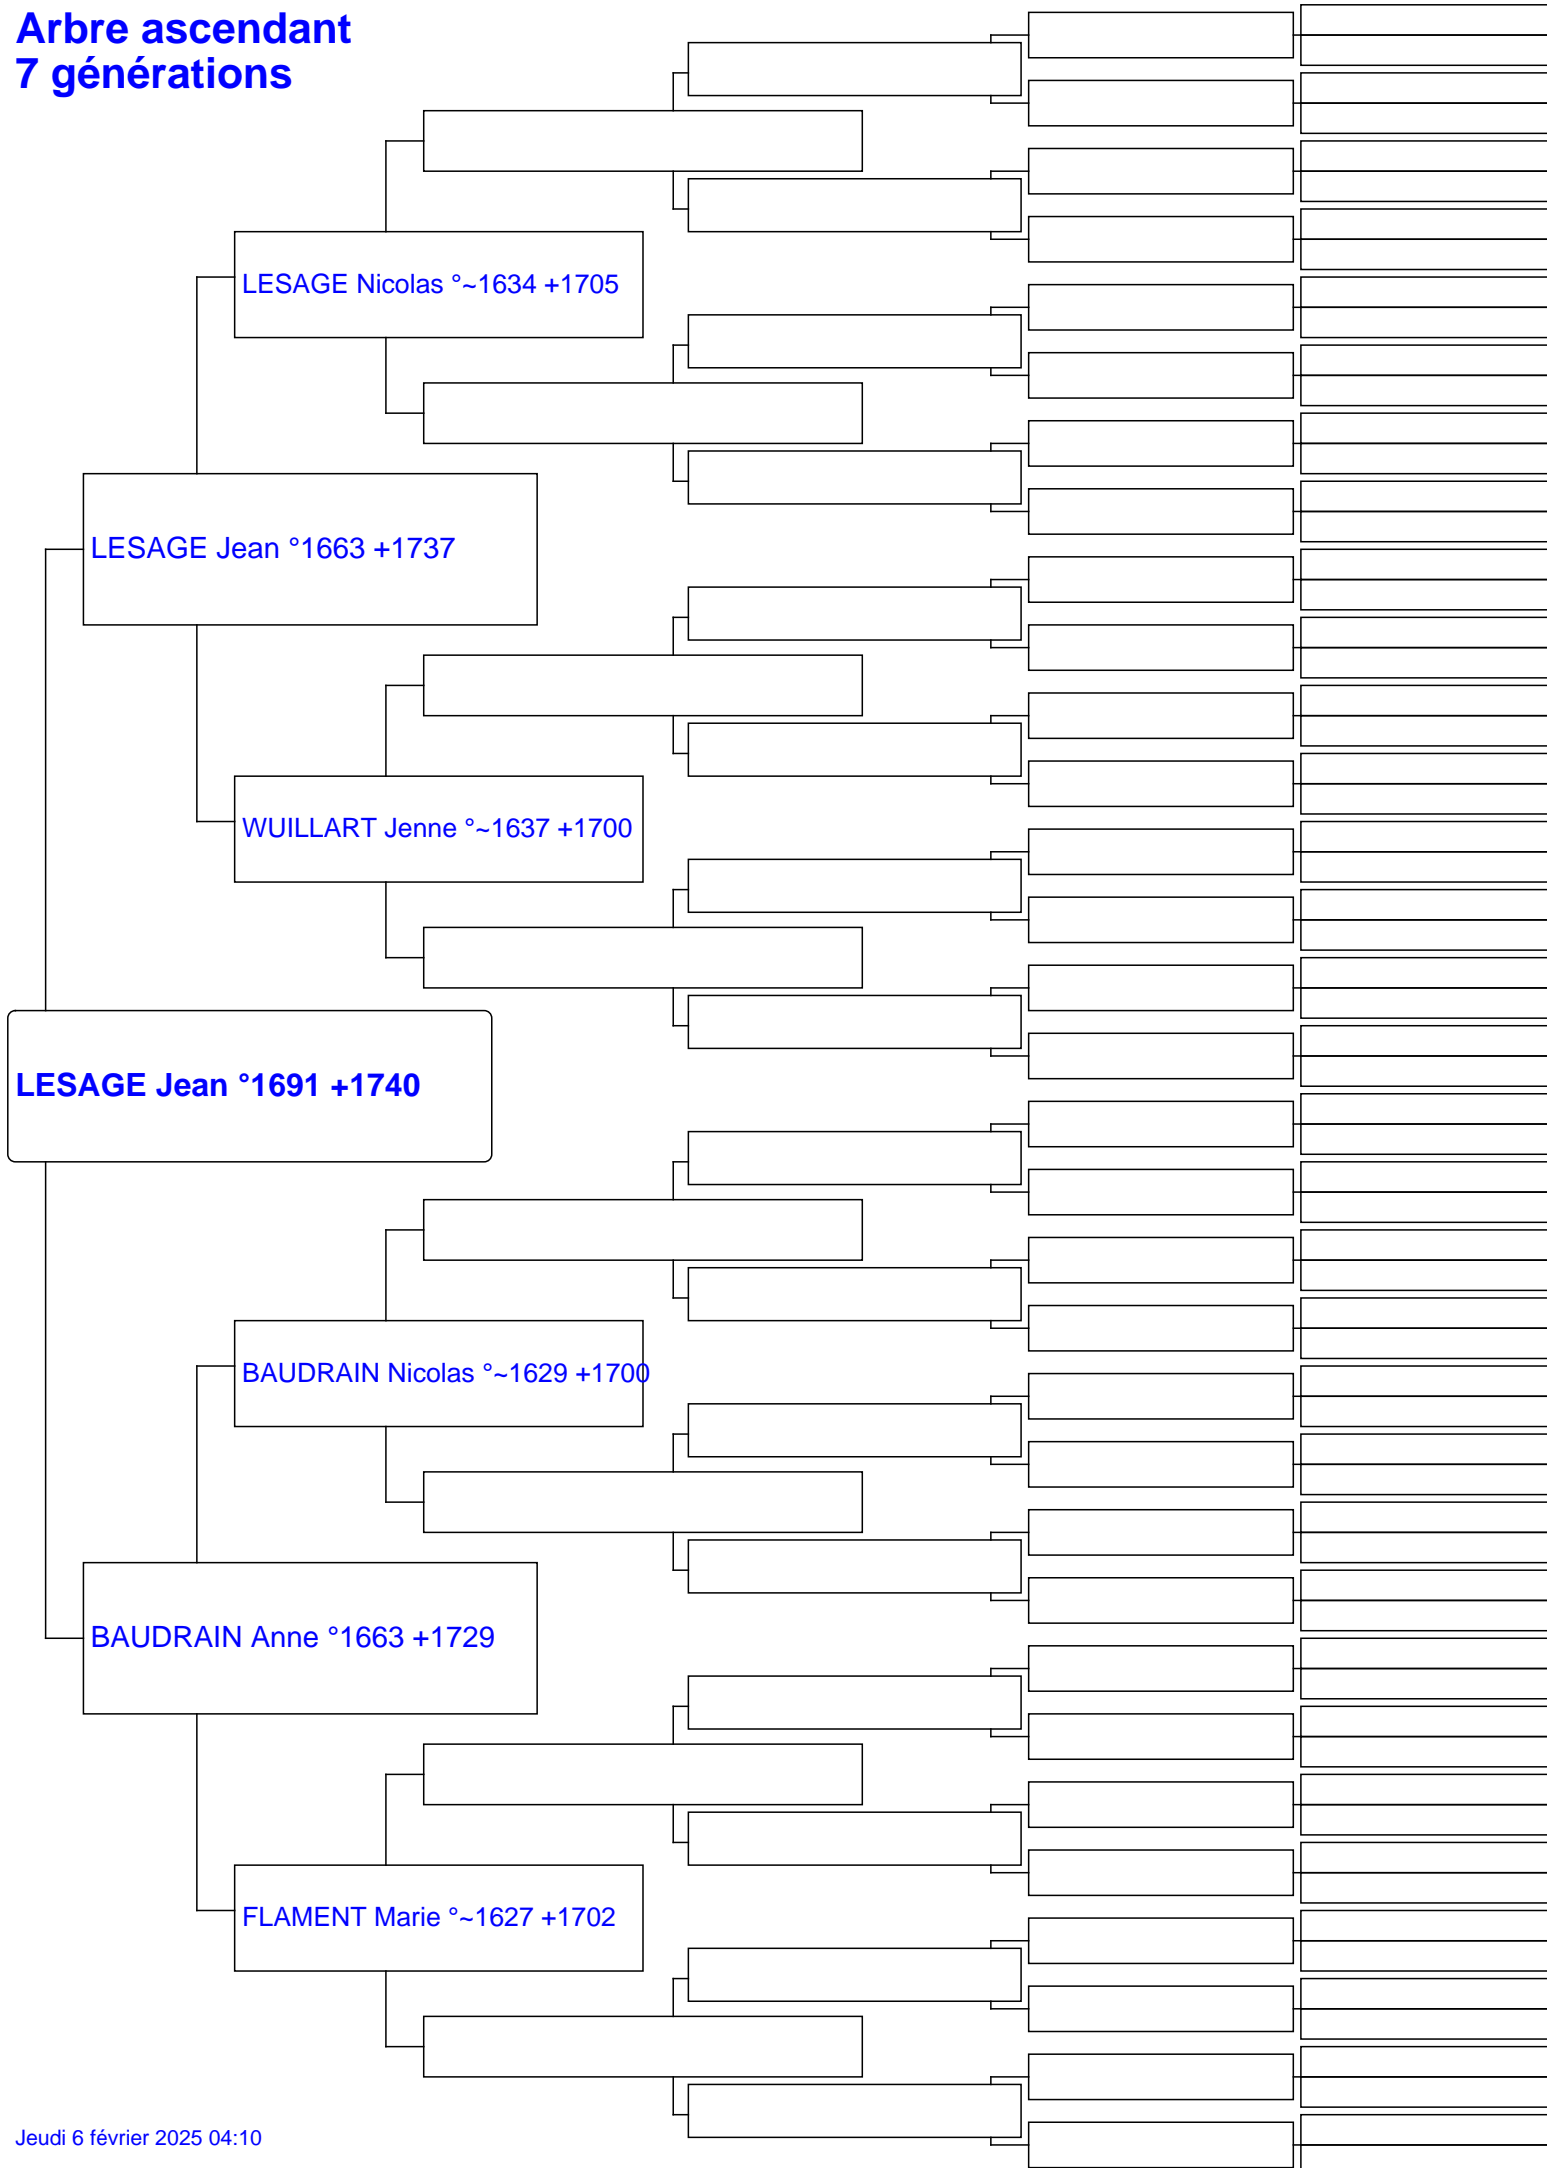 Arbre ascendant
7 générations
LESAGE Nicolas °~1634 +1705
LESAGE Jean °1663 +1737
WUILLART Jenne °~1637 +1700
LESAGE Jean °1691 +1740
BAUDRAIN Nicolas °~1629 +1700
BAUDRAIN Anne °1663 +1729
FLAMENT Marie °~1627 +1702
Jeudi 6 février 2025 04:10